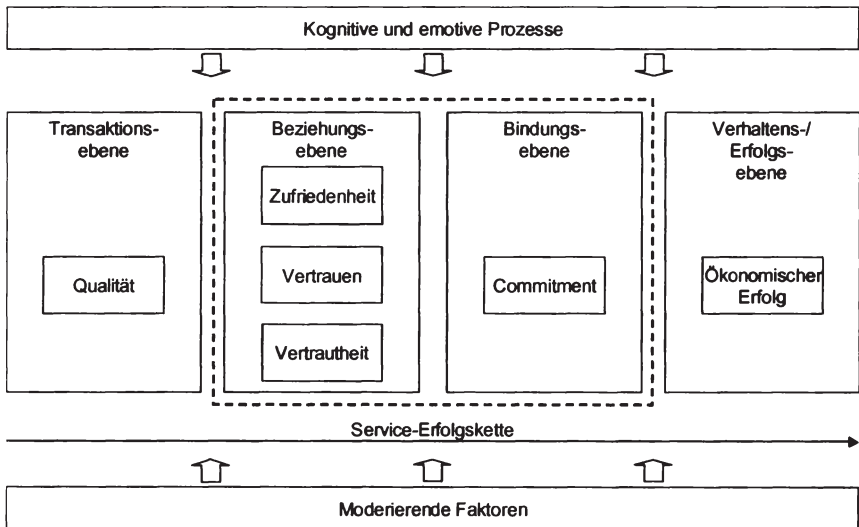 Kognitive und emotive Prozesse
Transaktions-
ebene
Qualität
Beziehungs-
ebene
Zufriedenheit
Vertrauen
Vertrautheit
Bindungs-
ebene
Commitment
Verhaltens-/
Erfolgs-
ebene
Ökonomischer
Erfolg
Service-Erfolgskette
Moderierende Faktoren